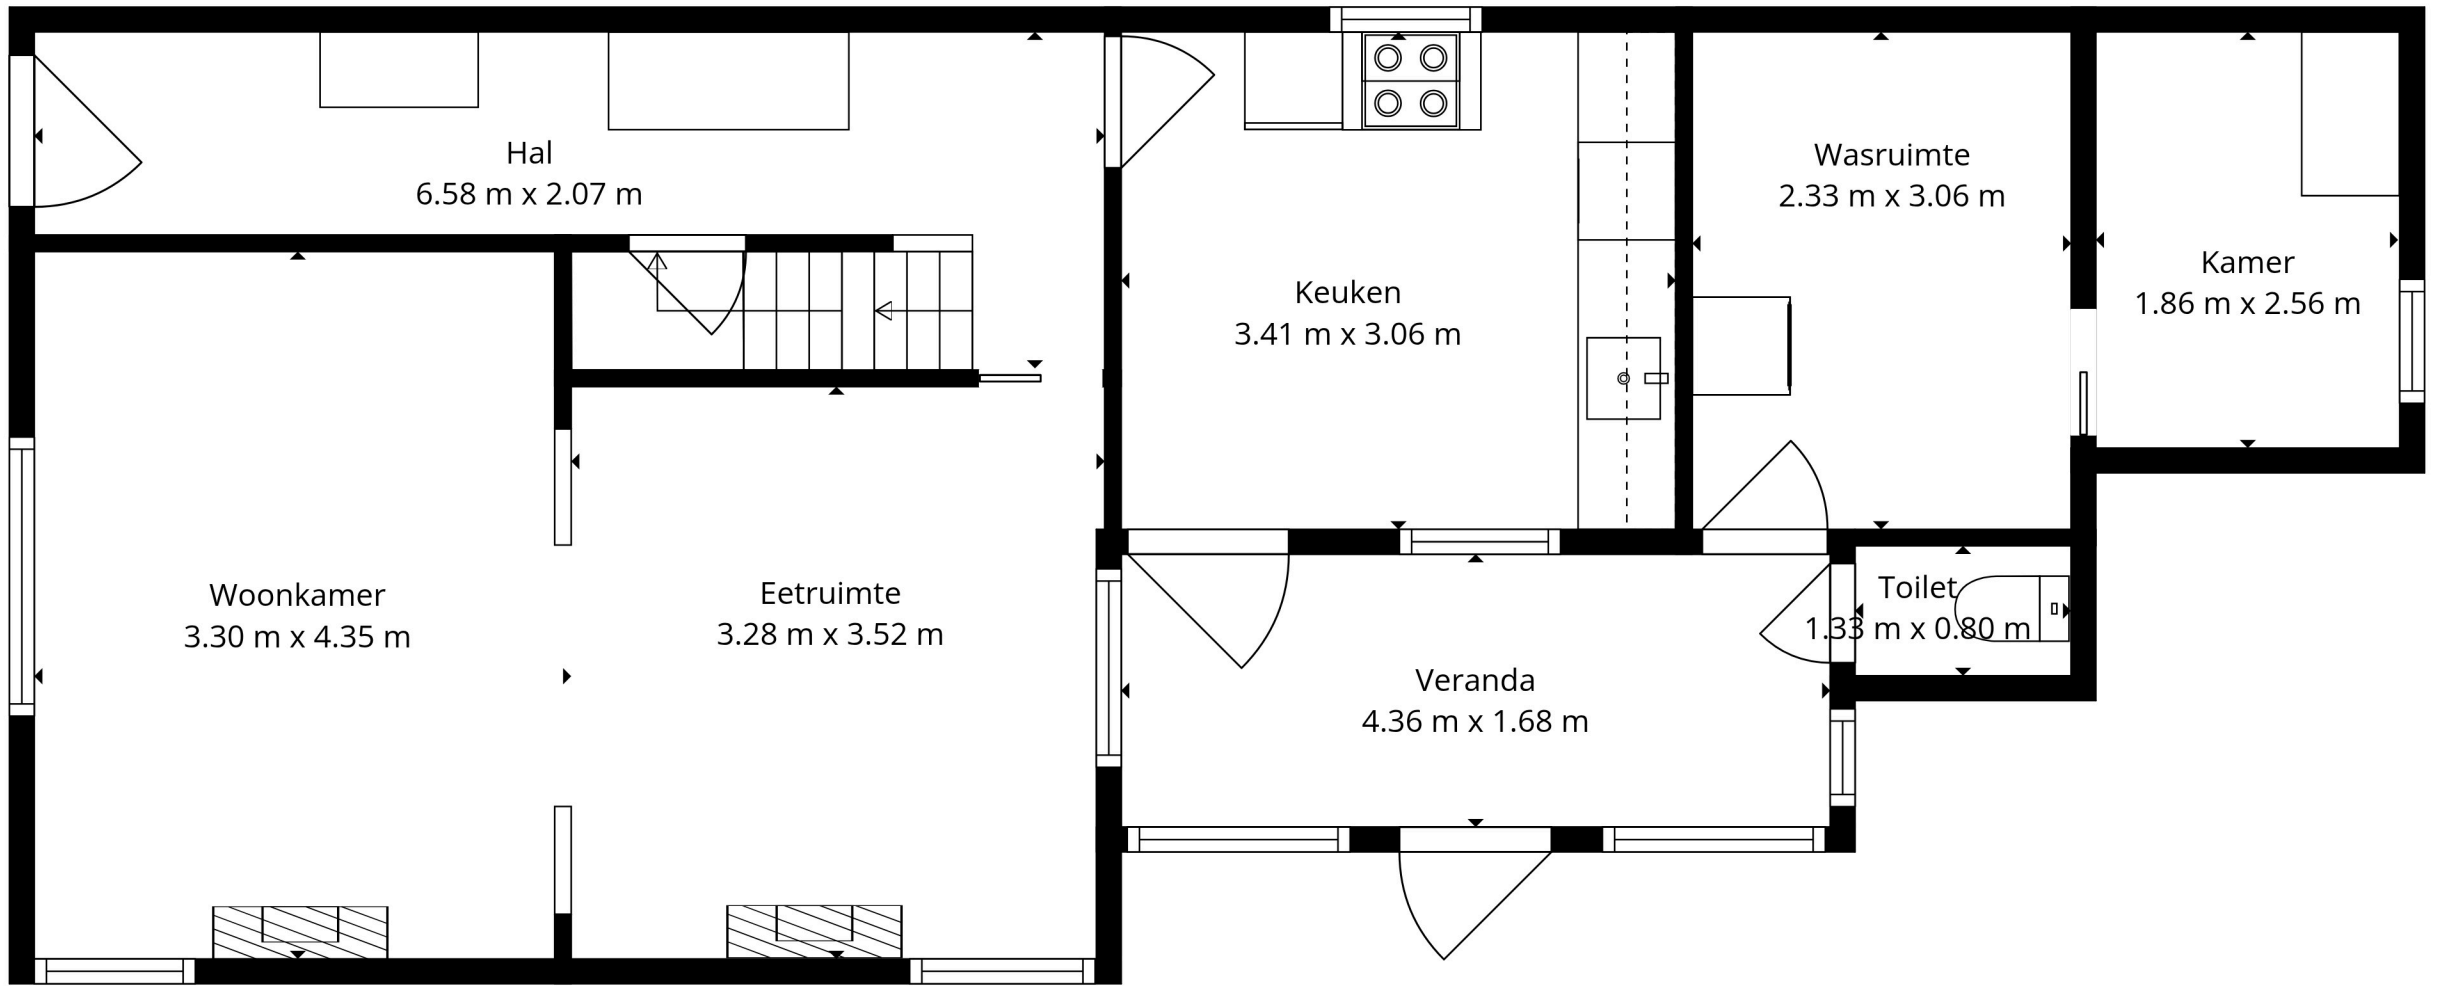 Hal
6.58 m x 2.07 m
Keuken
3.41 m x 3.06 m
Wasruimte
2.33 m x 3.06 m
Kamer
1.86 m x 2.56 m
Woonkamer
3.30 m x 4.35 m
Eetruimte
3.28 m x 3.52 m
Veranda
4.36 m x 1.68 m
Toilet
1.33 m x 0.80 m